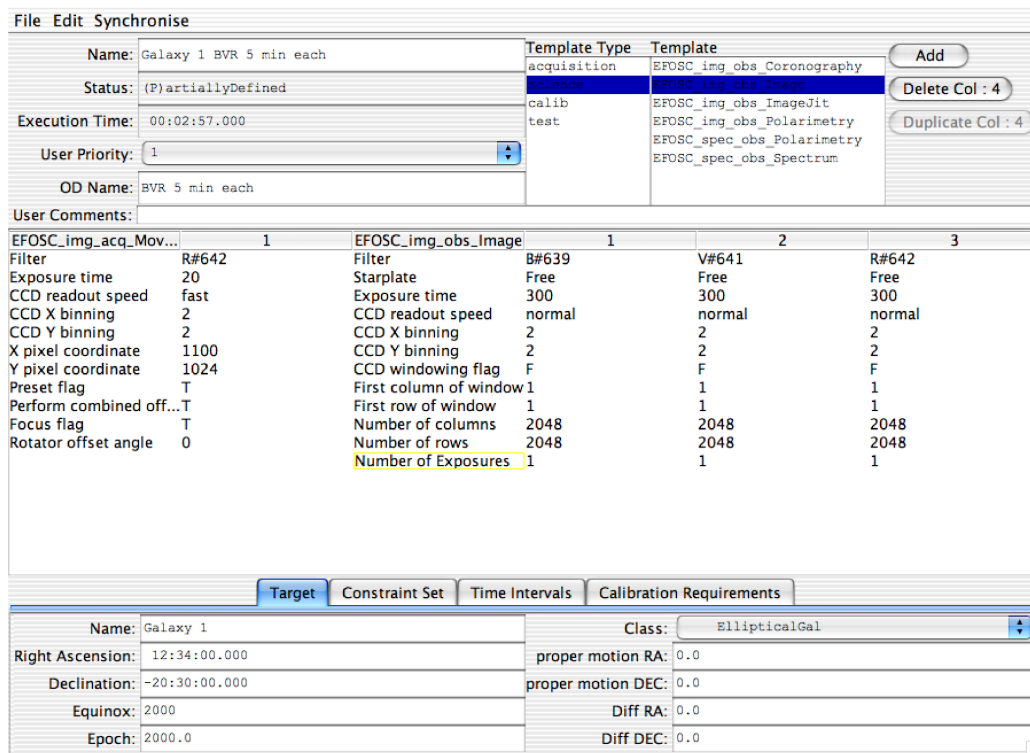 File Edit Synchronise
Name: Galaxy 1 BVR 5 min each
Status: (P)artiallyDefined
Execution Time: 00:02:57.000
User Priority: 1
OD Name: BVR 5 min each
User Comments:
Template Type Template
acquisition EFOSC_img_obs_Coronography
science EFOSC_img_obs_Image
calib EFOSC_img_obs_ImageJit
test EFOSC_img_obs_Polarimetry
EFOSC_spec_obs_Polarimetry
EFOSC_spec_obs_Spectrum
Add
Delete Col : 4
Duplicate Col : 4
EFOSC_img_acq_Mov... 1 EFOSC_img_obs_Image 1 2 3
Filter R#642 Filter B#639 V#641 R#642
Exposure time 20 Starplate Free Free Free
CCD readout speed fast Exposure time 300 300 300
CCD X binning 2 CCD readout speed normal normal normal
CCD Y binning 2 CCD X binning 2 2 2
X pixel coordinate 1100 CCD Y binning 2 2 2
Y pixel coordinate 1024 CCD windowing flag F F F
Preset flag T First column of window 1 1 1
Perform combined off... T First row of window 1 1 1
Focus flag T Number of columns 2048 2048 2048
Rotator offset angle 0 Number of rows 2048 2048 2048
Number of Exposures 1 1 1
Target Constraint Set Time Intervals Calibration Requirements
Name: Galaxy 1 Class: EllipticalGal
Right Ascension: 12:34:00.000 proper motion RA: 0.0
Declination: -20:30:00.000 proper motion DEC: 0.0
Equinox: 2000 Diff RA: 0.0
Epoch: 2000.0 Diff DEC: 0.0